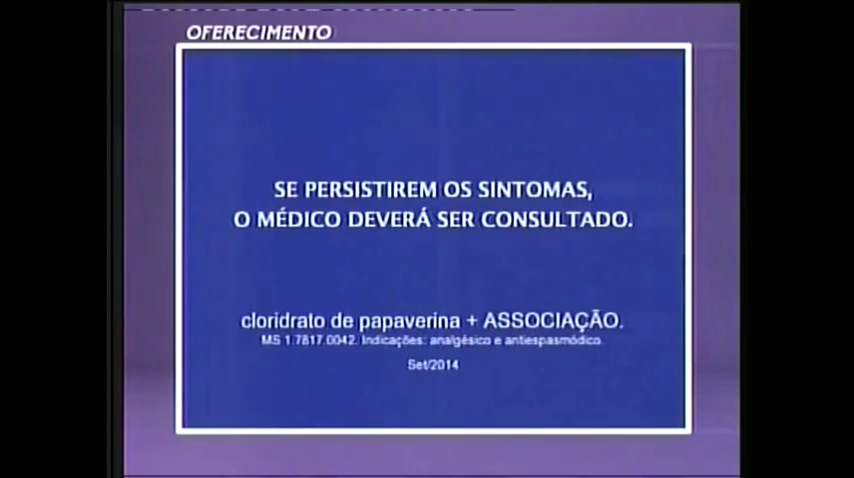 OFERECIMENTO
SE PERSISTIREM OS SINTOMAS,
O MÉDICO DEVERÁ SER CONSULTADO.
cloridrato de papaverina + ASSOCIAÇÃO.
MS 1.7817.0042. Indicações: analgésico e antiespasmódico.
Set/2014